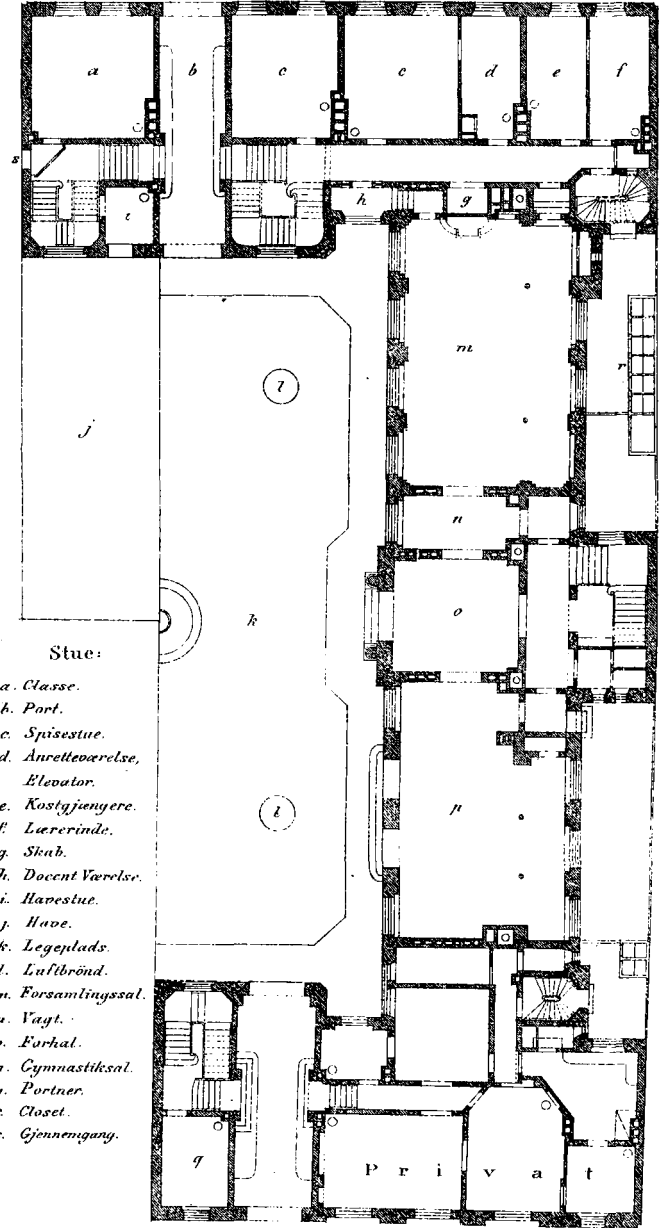 a b c c d e f
s
i h g
m
l
j r
n
k o
Stue:
a. Classe.
b. Port.
c. Spisestue.
d. Anretteværelse,
Elevator.
e. Kostgjængere.
f. Lærerinde.
g. Skab.
h. Docent Værelse.
i. Havestue.
j. Have.
k. Legeplads.
l. Luftbrönd.
m. Forsamlingssal.
n. Vagt.
o. Forhal.
p. Gymnastiksal.
q. Portner.
r. Closet.
s. Gjennemgang.
l p
q Privat